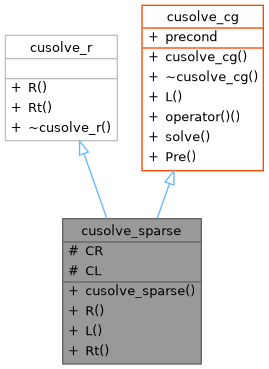 cusolve_r
+ R()
+ Rt()
+ ~cusolve_r()
cusolve_cg
+ precond
+ cusolve_cg()
+ ~cusolve_cg()
+ L()
+ operator()()
+ solve()
+ Pre()
cusolve_sparse
# CR
# CL
+ cusolve_sparse()
+ R()
+ L()
+ Rt()